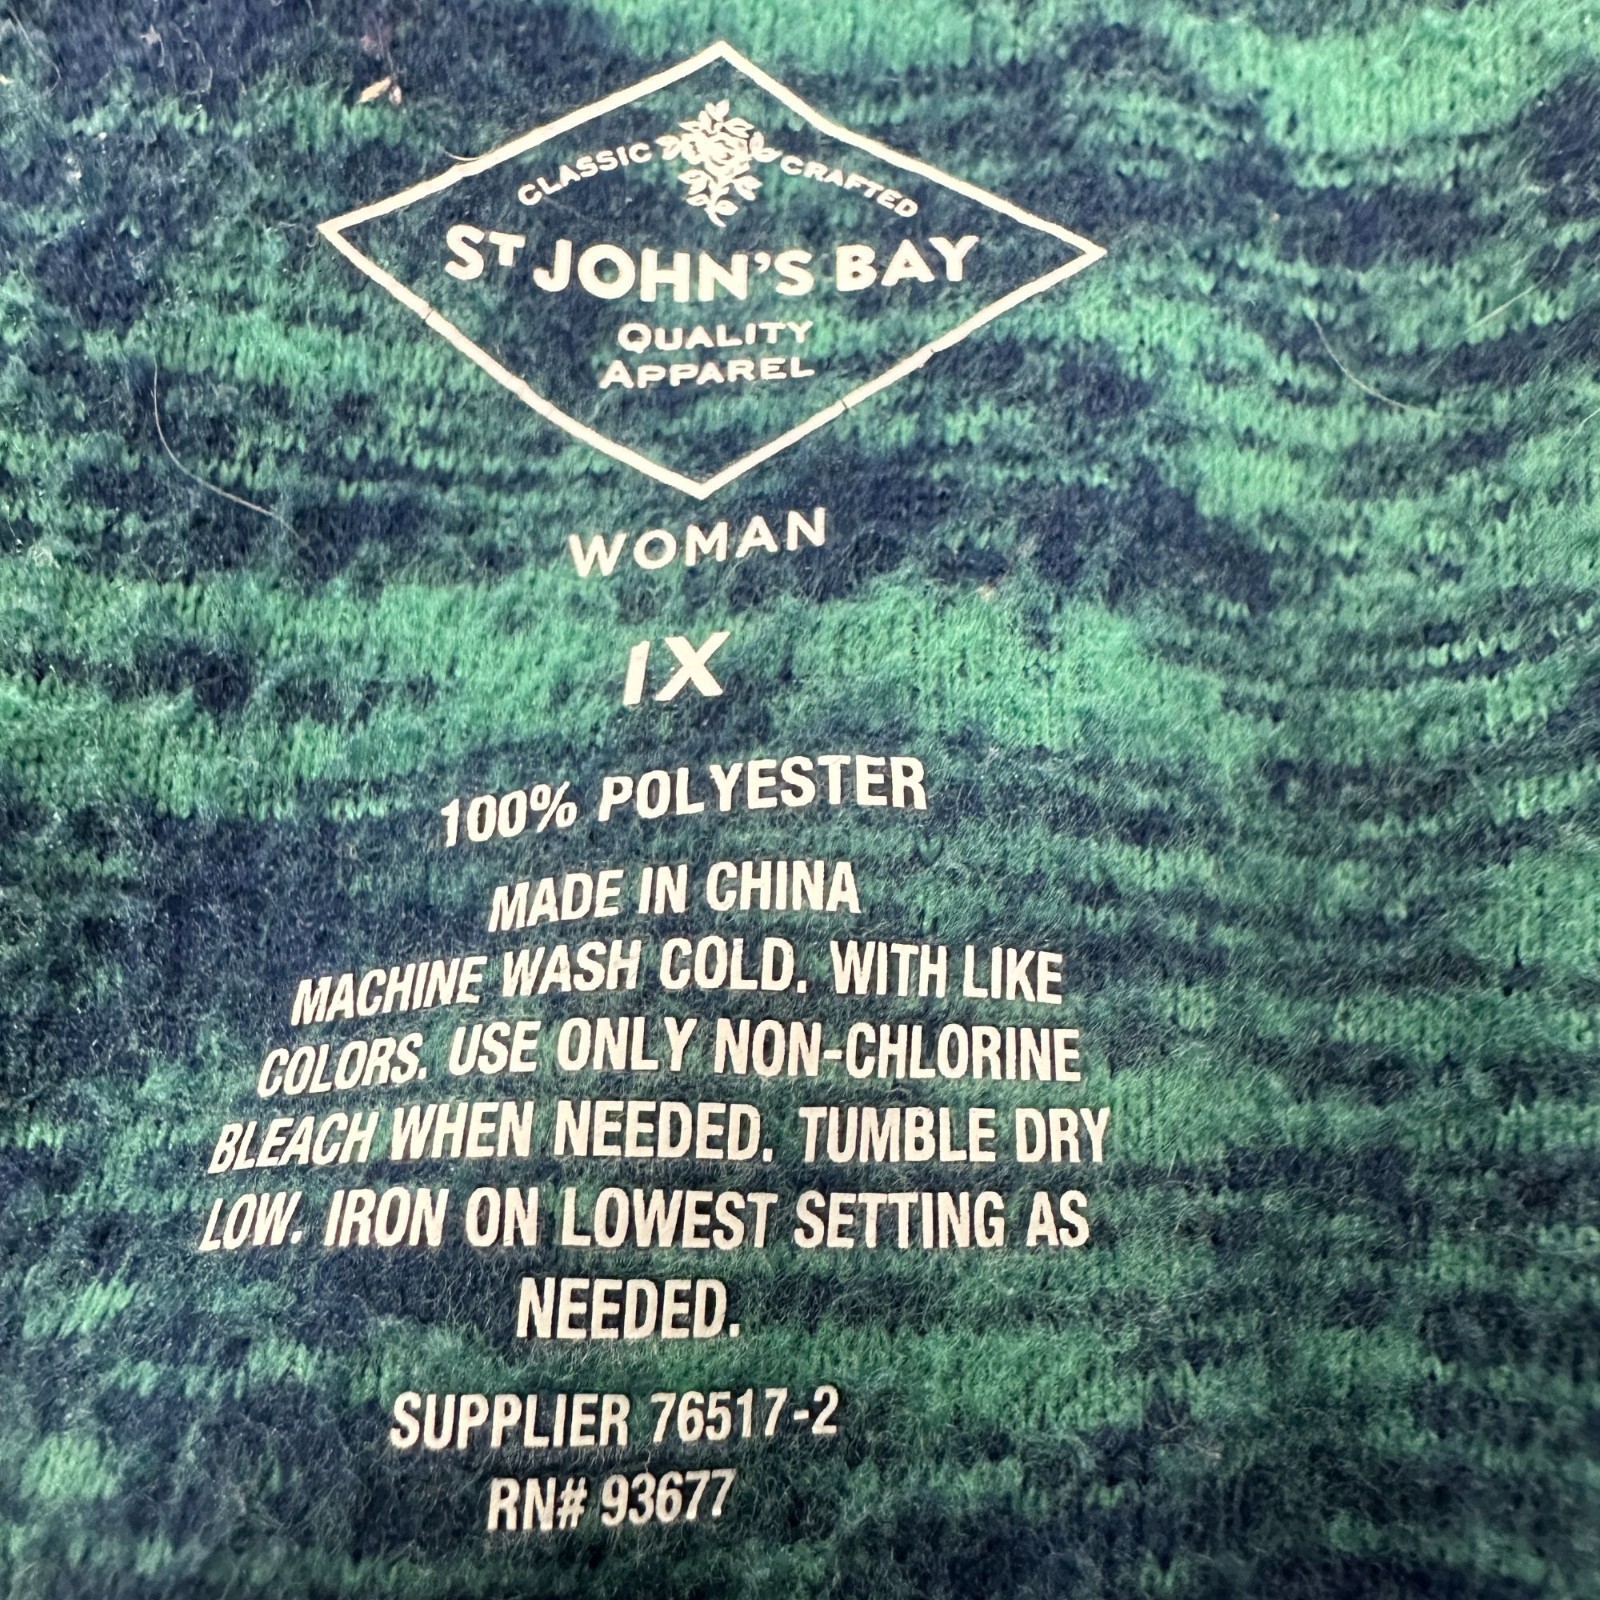 CLASSIC CRAFTED
ST JOHN'S BAY
QUALITY
APPAREL
WOMAN
1X
100% POLYESTER
MADE IN CHINA
MACHINE WASH COLD. WITH LIKE
COLORS. USE ONLY NON-CHLORINE
BLEACH WHEN NEEDED. TUMBLE DRY
LOW. IRON ON LOWEST SETTING AS
NEEDED.
SUPPLIER 76517-2
RN# 93677